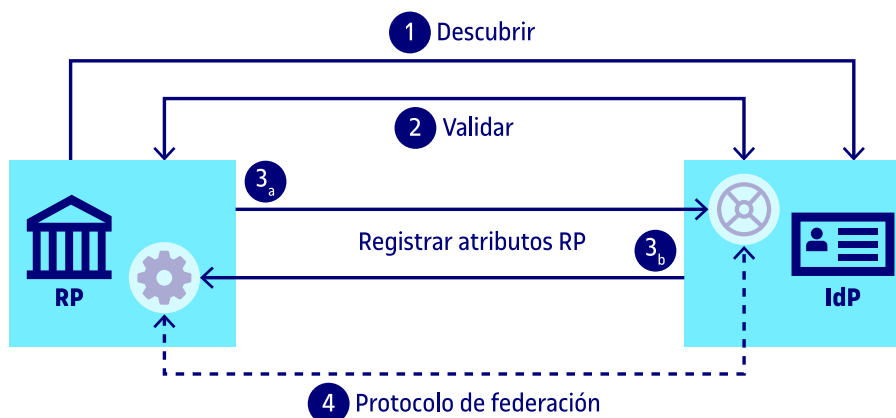 1 Descubrir
2 Validar
3a
Registrar atributos RP
3b
RP
IdP
4 Protocolo de federación